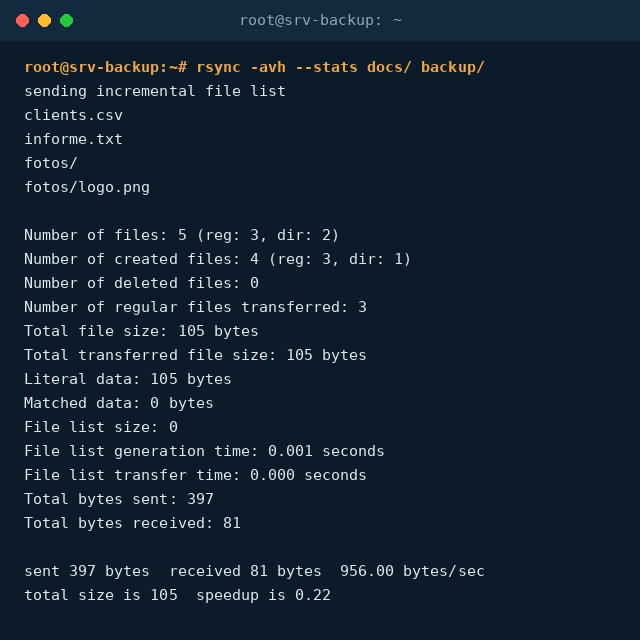 root@srv-backup: ~
root@srv-backup:~# rsync -avh --stats docs/ backup/
sending incremental file list
clients.csv
informe.txt
fotos/
fotos/logo.png

Number of files: 5 (reg: 3, dir: 2)
Number of created files: 4 (reg: 3, dir: 1)
Number of deleted files: 0
Number of regular files transferred: 3
Total file size: 105 bytes
Total transferred file size: 105 bytes
Literal data: 105 bytes
Matched data: 0 bytes
File list size: 0
File list generation time: 0.001 seconds
File list transfer time: 0.000 seconds
Total bytes sent: 397
Total bytes received: 81

sent 397 bytes  received 81 bytes  956.00 bytes/sec
total size is 105  speedup is 0.22